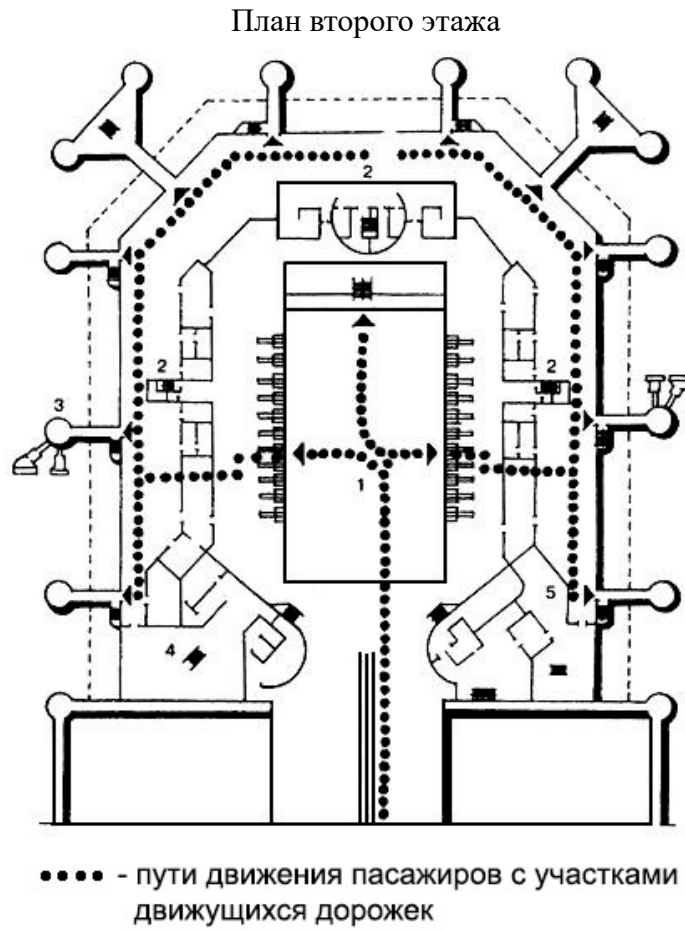 План второго этажа
2
2
2
3
1
5
4
- пути движения пасажиров с участками
движущихся дорожек